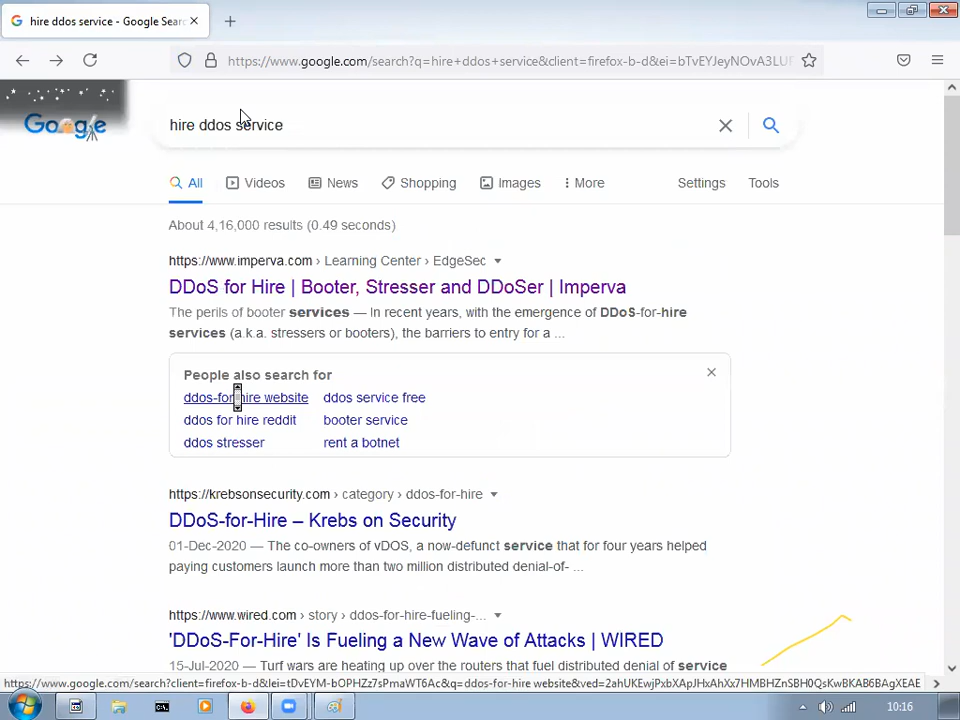 hire ddos service - Google Sear
https://www.google.com/search?q=hire+ddos+service&client=firefox-b-d&ei=bTvEYJeyNOvA3LUF
Google
hire ddos service
All Videos News Shopping Images More Settings Tools
About 4,16,000 results (0.49 seconds)
https://www.imperva.com › Learning Center › EdgeSec
DDoS for Hire | Booter, Stresser and DDoSer | Imperva
The perils of booter services — In recent years, with the emergence of DDoS-for-hire
services (a.k.a. stressers or booters), the barriers to entry for a ...
People also search for
ddos-for hire website ddos service free
ddos for hire reddit booter service
ddos stresser rent a botnet
https://krebsonsecurity.com › category › ddos-for-hire
DDoS-for-Hire – Krebs on Security
01-Dec-2020 — The co-owners of vDOS, a now-defunct service that for four years helped
paying customers launch more than two million distributed denial-of- ...
https://www.wired.com › story › ddos-for-hire-fueling-...
'DDoS-For-Hire' Is Fueling a New Wave of Attacks | WIRED
15-Jul-2020 — Turf wars are heating up over the routers that fuel distributed denial of service
https://www.google.com/search?client=firefox-b-d&lei=tDvEYM-bOPHZz7sPmaWT6Ac&q=ddos-for-hire website&ved=2ahUKEwjPxbXApJHxAhXx7HMBHZnSBH0QsKwBKAB6BAgXEAE
10:16